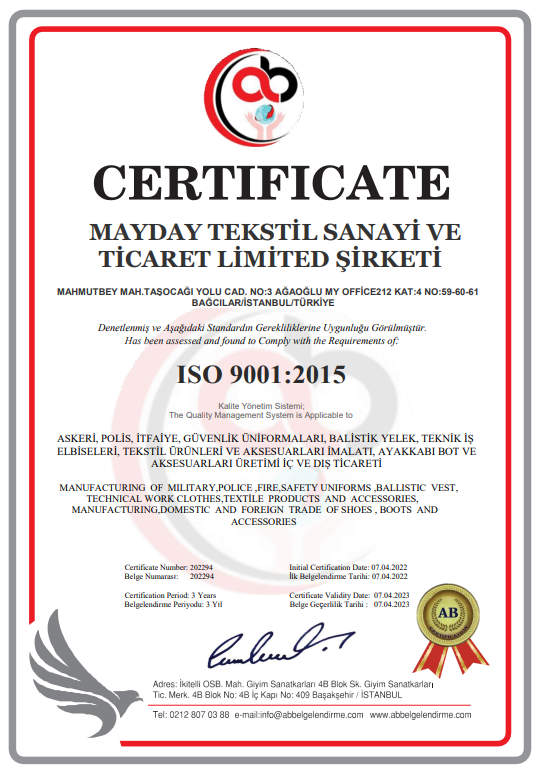 ab
CERTIFICATE
MAYDAY TEKSTİL SANAYİ VE
TİCARET LİMİTED ŞİRKETİ
MAHMUTBEY MAH.TAŞOCAĞI YOLU CAD. NO:3 AĞAOĞLU MY OFFİCE212 KAT:4 NO:59-60-61
BAĞCILAR/İSTANBUL/TÜRKİYE
Denetlenmiş ve Aşağıdaki Standardın Gerekliliklerine Uygunluğu Görülmüştür.
Has been assessed and found to Comply with the Requirements of:
ISO 9001:2015
Kalite Yönetim Sistemi;
The Quality Management System is Applicable to
ASKERİ, POLİS, İTFAİYE, GÜVENLİK ÜNİFORMALARI, BALİSTİK YELEK, TEKNİK İŞ
ELBİSELERİ, TEKSTİL ÜRÜNLERİ VE AKSESUARLARI İMALATI, AYAKKABI BOT VE
AKSESUARLARI ÜRETİMİ İÇ VE DIŞ TİCARETİ
MANUFACTURING OF MILITARY,POLICE ,FIRE,SAFETY UNIFORMS ,BALLISTIC VEST,
TECHNICAL WORK CLOTHES,TEXTILE PRODUCTS AND ACCESSORIES,
MANUFACTURING,DOMESTIC AND FOREIGN TRADE OF SHOES , BOOTS AND
ACCESSORIES
Certificate Number: 202294 Initial Certification Date: 07.04.2022
Belge Numarası: 202294 İlk Belgelendirme Tarihi: 07.04.2022
Certification Period: 3 Years Certificate Validity Date: 07.04.2023
Belgelendirme Periyodu: 3 Yıl Belge Geçerlilik Tarihi : 07.04.2023
AB
CERTIFICATION
Adres: İkitelli OSB. Mah. Giyim Sanatkarları 4B Blok Sk. Giyim Sanatkarları
Tic. Merk. 4B Blok No: 4B İç Kapı No: 409 Başakşehir / İSTANBUL
Tel: 0212 807 03 88 e-mail:info@abbelgelendirme.com www.abbelgelendirme.com